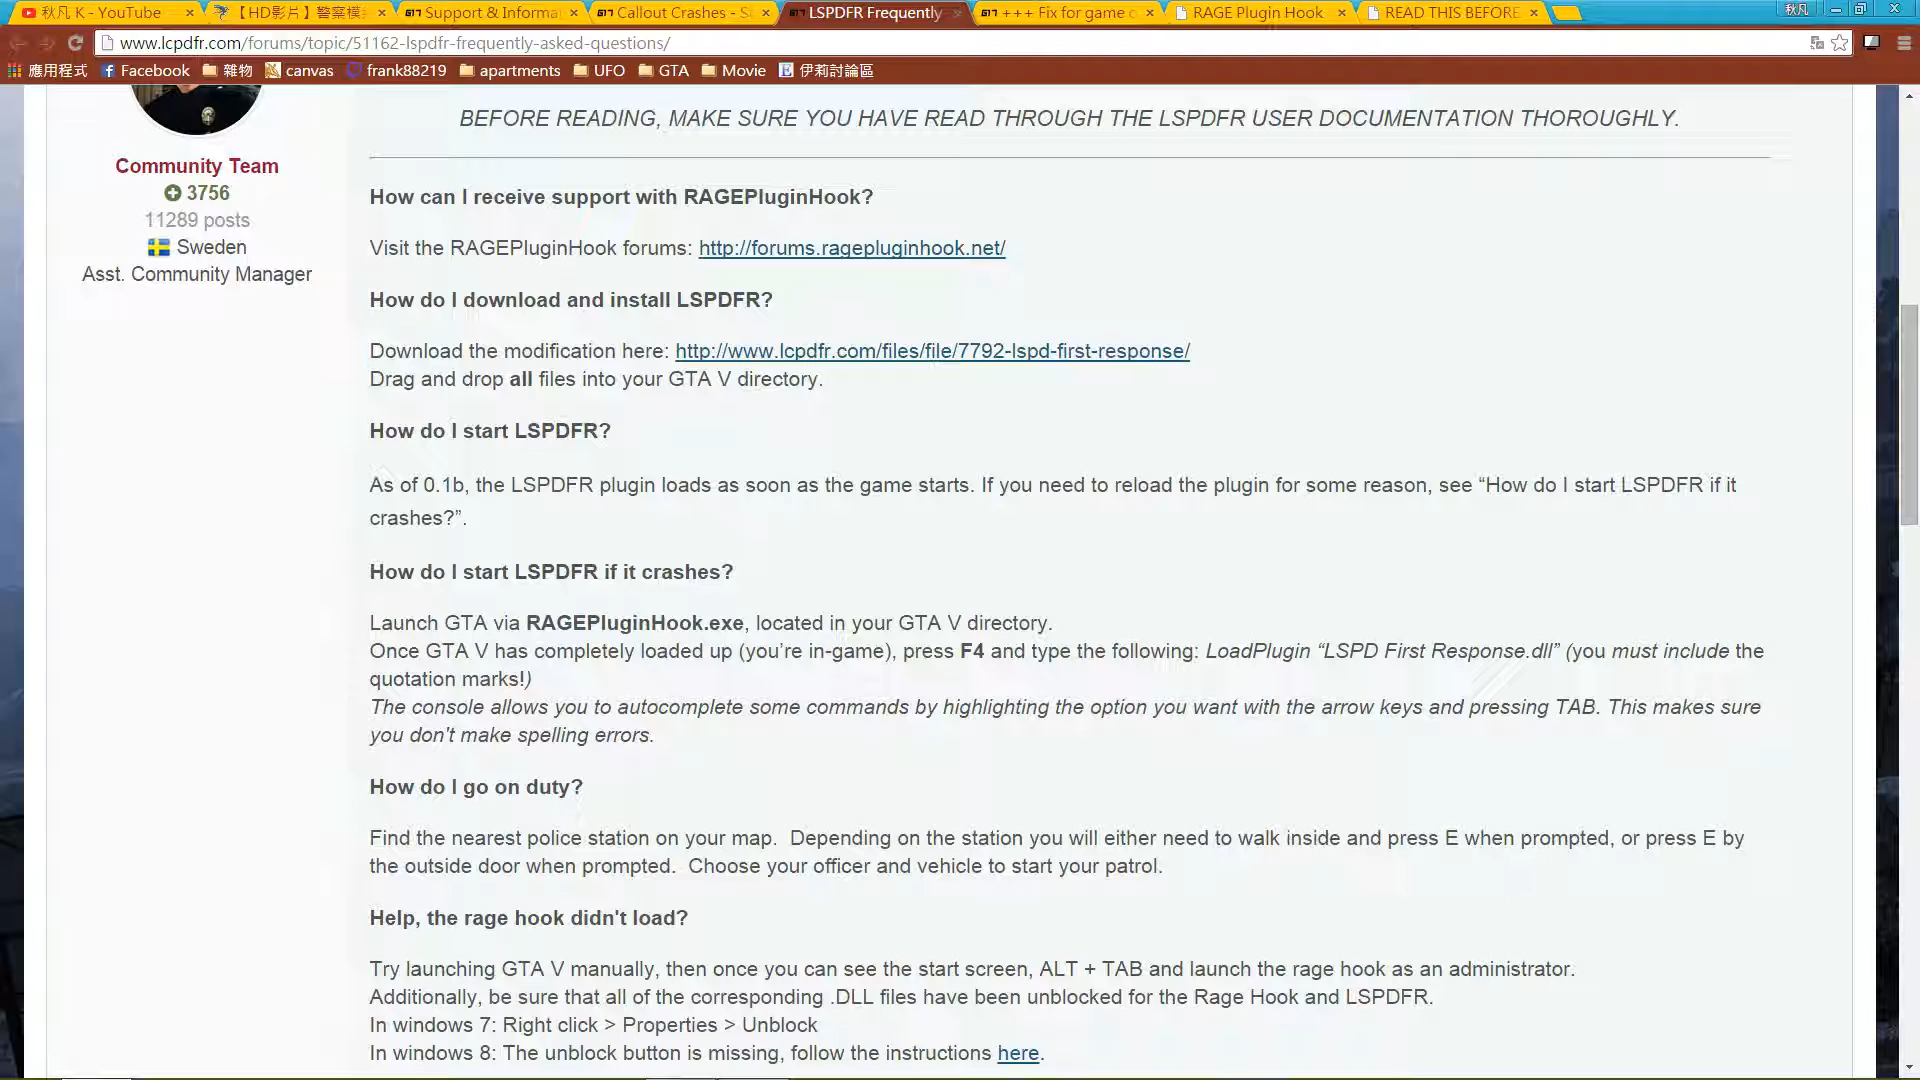 秋凡 K - YouTube
【HD影片】警察模
Support & Informa
Callout Crashes - S
LSPDFR Frequently
+++ Fix for game c
RAGE Plugin Hook
READ THIS BEFORE
秋凡
www.lcpdfr.com/forums/topic/51162-lspdfr-frequently-asked-questions/
應用程式 Facebook 雜物 canvas frank88219 apartments UFO GTA Movie 伊莉討論區
BEFORE READING, MAKE SURE YOU HAVE READ THROUGH THE LSPDFR USER DOCUMENTATION THOROUGHLY.
Community Team
3756
11289 posts
Sweden
Asst. Community Manager
How can I receive support with RAGEPluginHook?
Visit the RAGEPluginHook forums: http://forums.ragepluginhook.net/
How do I download and install LSPDFR?
Download the modification here: http://www.lcpdfr.com/files/file/7792-lspd-first-response/
Drag and drop all files into your GTA V directory.
How do I start LSPDFR?
As of 0.1b, the LSPDFR plugin loads as soon as the game starts. If you need to reload the plugin for some reason, see “How do I start LSPDFR if it
crashes?”.
How do I start LSPDFR if it crashes?
Launch GTA via RAGEPluginHook.exe, located in your GTA V directory.
Once GTA V has completely loaded up (you’re in-game), press F4 and type the following: LoadPlugin “LSPD First Response.dll” (you must include the
quotation marks!)
The console allows you to autocomplete some commands by highlighting the option you want with the arrow keys and pressing TAB. This makes sure
you don't make spelling errors.
How do I go on duty?
Find the nearest police station on your map.  Depending on the station you will either need to walk inside and press E when prompted, or press E by
the outside door when prompted.  Choose your officer and vehicle to start your patrol.
Help, the rage hook didn't load?
Try launching GTA V manually, then once you can see the start screen, ALT + TAB and launch the rage hook as an administrator.
Additionally, be sure that all of the corresponding .DLL files have been unblocked for the Rage Hook and LSPDFR.
In windows 7: Right click > Properties > Unblock
In windows 8: The unblock button is missing, follow the instructions here.